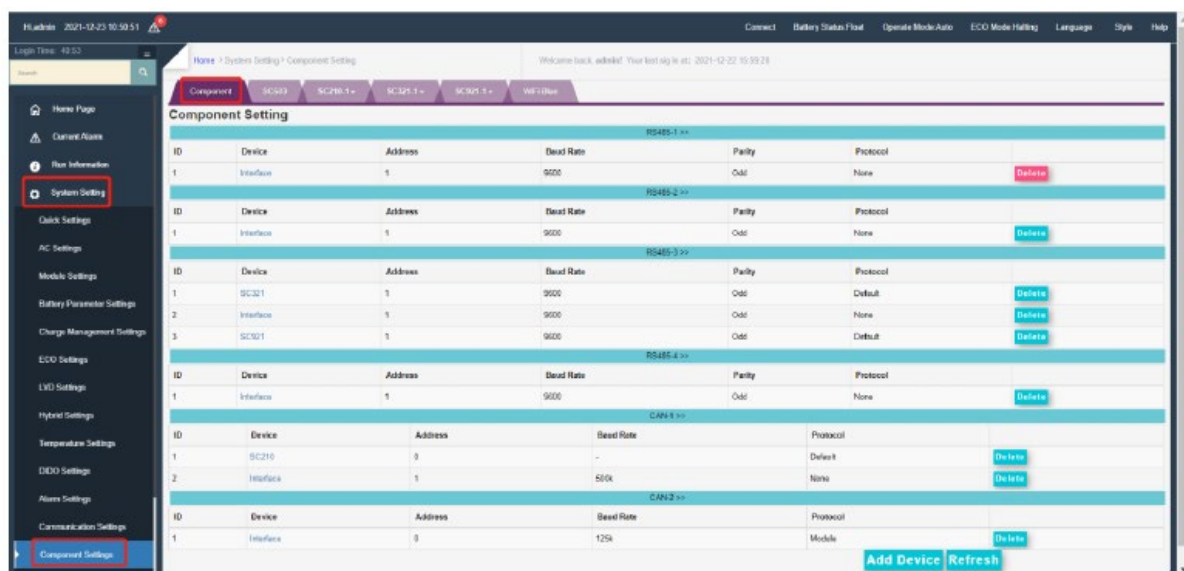 Hi,admin 2021-12-23 10:50:51
Connect Battery Status:Float Operate Mode:Auto ECO Mode:Halting Language Style Help
Login Time: 40:53
Search
Home > System Setting > Component Setting
Welcome back, admin! Your last sig in at: 2021-12-22 15:59:28
Component SC503 SC210-1 SC321-1 SC921-1 WIFI/Blue
Home Page
Current Alarm
Run Information
System Setting
Quick Settings
AC Settings
Module Settings
Battery Parameter Settings
Charge Management Settings
ECO Settings
LVD Settings
Hybrid Settings
Temperature Settings
DIDO Settings
Alarm Settings
Communication Settings
Component Settings
Component Setting
RS485-1 >>
ID Device Address Baud Rate Parity Protocol
1 Interface 1 9600 Odd None Delete
RS485-2 >>
ID Device Address Baud Rate Parity Protocol
1 Interface 1 9600 Odd None Delete
RS485-3 >>
ID Device Address Baud Rate Parity Protocol
1 SC321 1 9600 Odd Default Delete
2 Interface 1 9600 Odd None Delete
3 SC921 1 9600 Odd Default Delete
RS485-4 >>
ID Device Address Baud Rate Parity Protocol
1 Interface 1 9600 Odd None Delete
CAN-1 >>
ID Device Address Baud Rate Protocol
1 SC210 0 - Default Delete
2 Interface 1 500k None Delete
CAN-2 >>
ID Device Address Baud Rate Protocol
1 Interface 0 125k Module Delete
Add Device Refresh